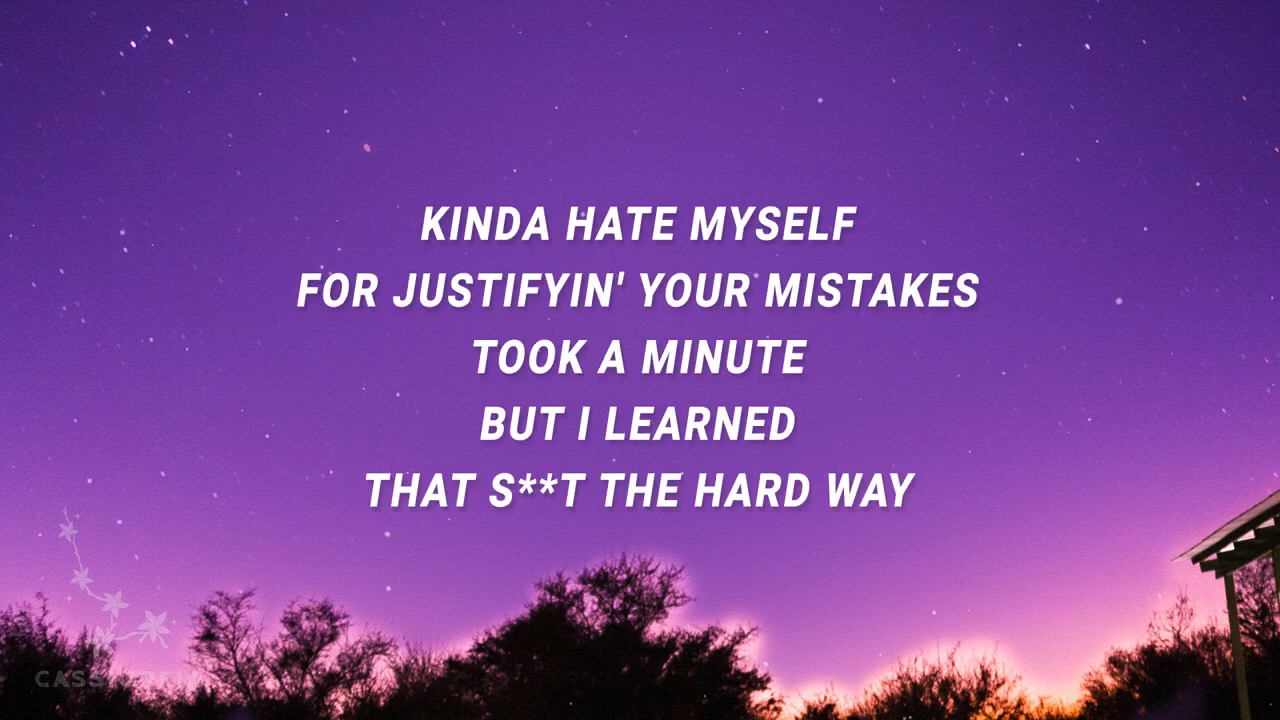 KINDA HATE MYSELF
FOR JUSTIFYIN' YOUR MISTAKES
TOOK A MINUTE
BUT I LEARNED
THAT S**T THE HARD WAY